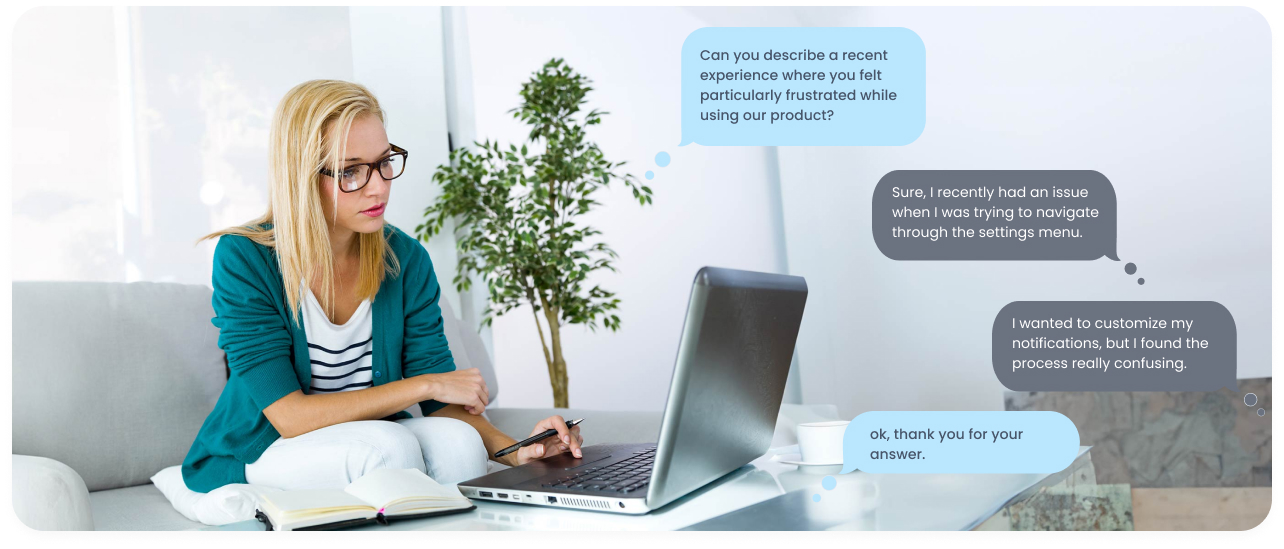 Can you describe a recent
experience where you felt
particularly frustrated while
using our product?
Sure, I recently had an issue
when I was trying to navigate
through the settings menu.
I wanted to customize my
notifications, but I found the
process really confusing.
ok, thank you for your
answer.